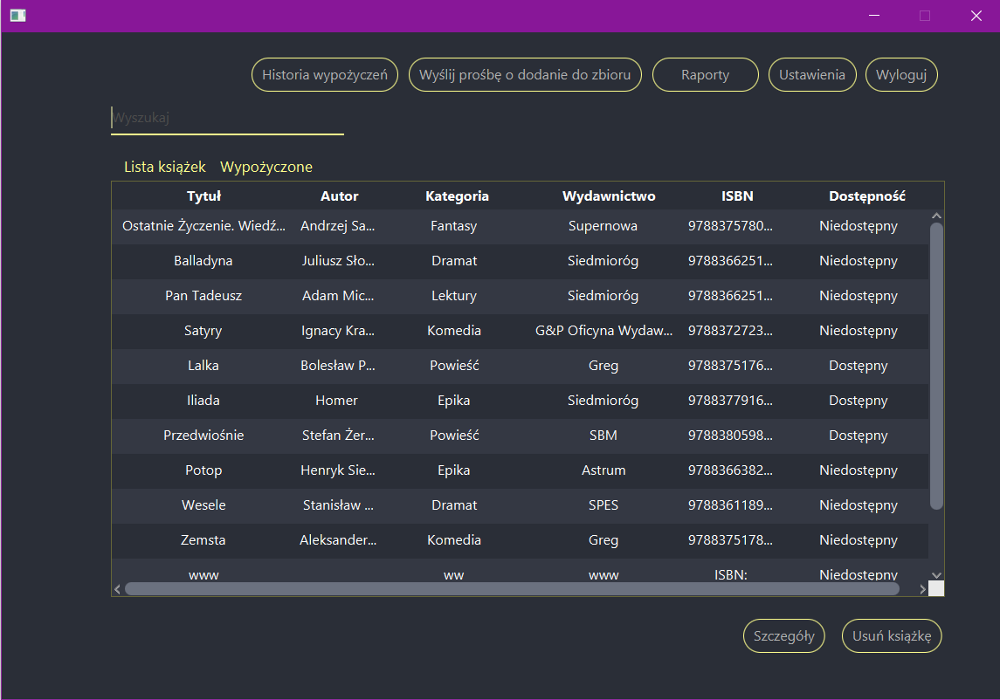 Historia wypożyczeń Wyślij prośbę o dodanie do zbioru Raporty Ustawienia Wyloguj
Wyszukaj
Lista książek Wypożyczone
Tytuł Autor Kategoria Wydawnictwo ISBN Dostępność
Ostatnie Życzenie. Wiedź... Andrzej Sa... Fantasy Supernowa 9788375780... Niedostępny
Balladyna Juliusz Sło... Dramat Siedmioróg 9788366251... Niedostępny
Pan Tadeusz Adam Mic... Lektury Siedmioróg 9788366251... Niedostępny
Satyry Ignacy Kra... Komedia G&P Oficyna Wydaw... 9788372723... Niedostępny
Lalka Bolesław P... Powieść Greg 9788375176... Dostępny
Iliada Homer Epika Siedmioróg 9788377916... Dostępny
Przedwiośnie Stefan Żer... Powieść SBM 9788380598... Dostępny
Potop Henryk Sie... Epika Astrum 9788366382... Niedostępny
Wesele Stanisław ... Dramat SPES 9788361189... Niedostępny
Zemsta Aleksander... Komedia Greg 9788375178... Niedostępny
www ww www ISBN: Niedostępny
Szczegóły Usuń książkę